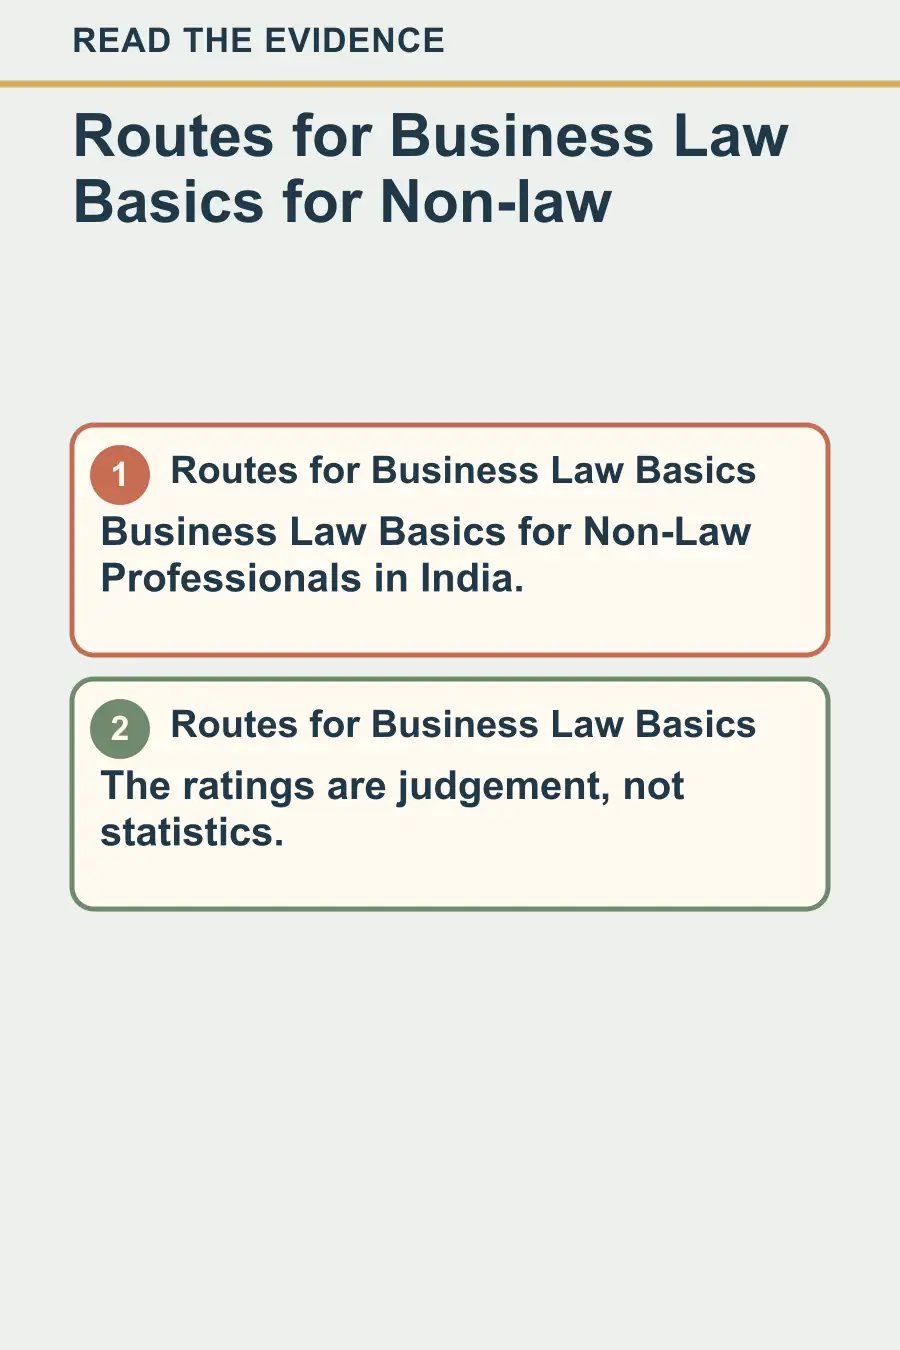 READ THE EVIDENCE
Routes for Business Law
Basics for Non-law
1 Routes for Business Law Basics
Business Law Basics for Non-Law
Professionals in India.
2 Routes for Business Law Basics
The ratings are judgement, not
statistics.